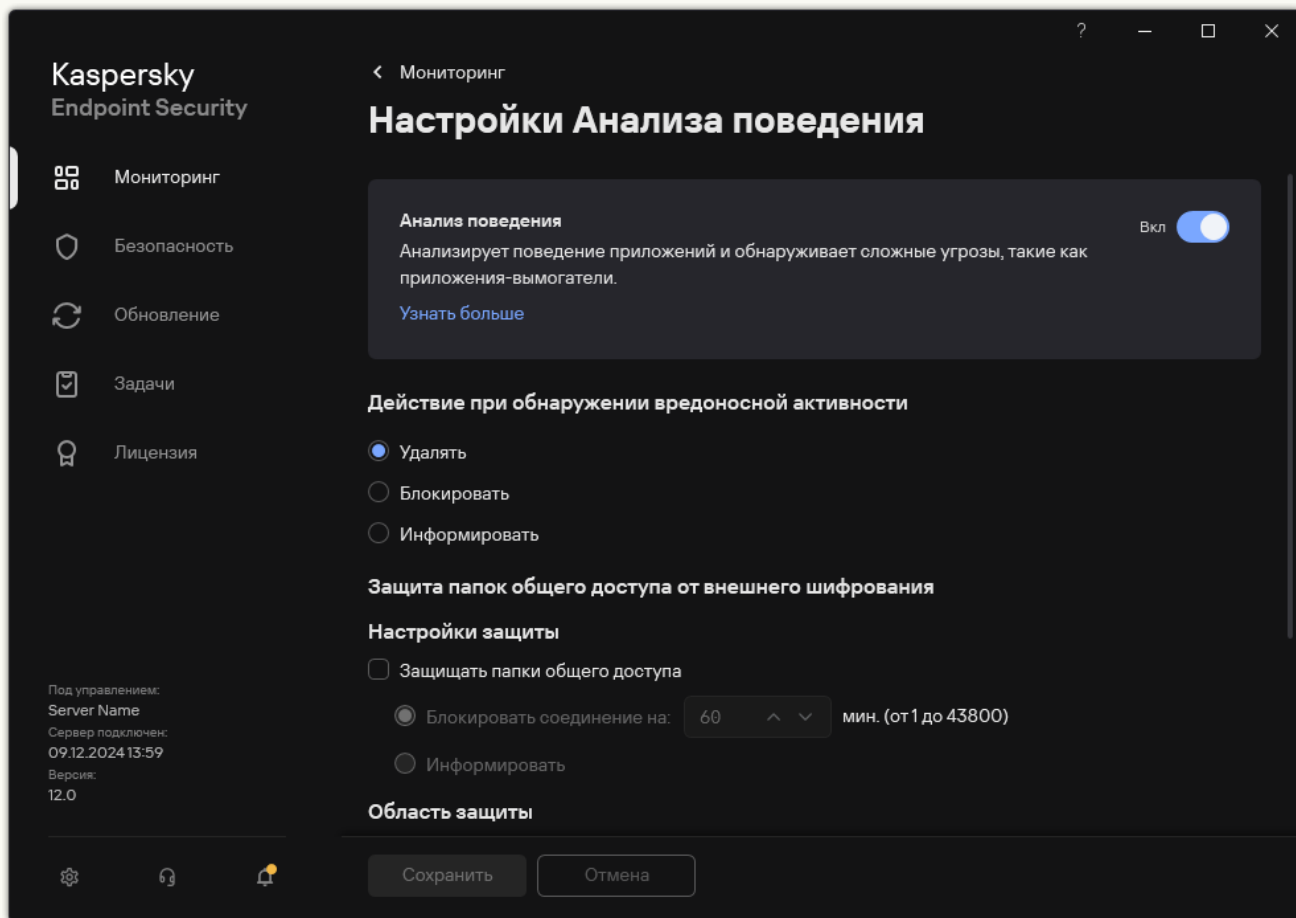 ?
Kaspersky
Endpoint Security
Мониторинг
Безопасность
Обновление
Задачи
Лицензия
Под управлением:
Server Name
Сервер подключен:
09.12.2024 13:59
Версия:
12.0
Мониторинг
Настройки Анализа поведения
Анализ поведения
Вкл
Анализирует поведение приложений и обнаруживает сложные угрозы, такие как
приложения-вымогатели.
Узнать больше
Действие при обнаружении вредоносной активности
Удалять
Блокировать
Информировать
Защита папок общего доступа от внешнего шифрования
Настройки защиты
Защищать папки общего доступа
Блокировать соединение на: 60 мин. (от 1 до 43800)
Информировать
Область защиты
Сохранить
Отмена